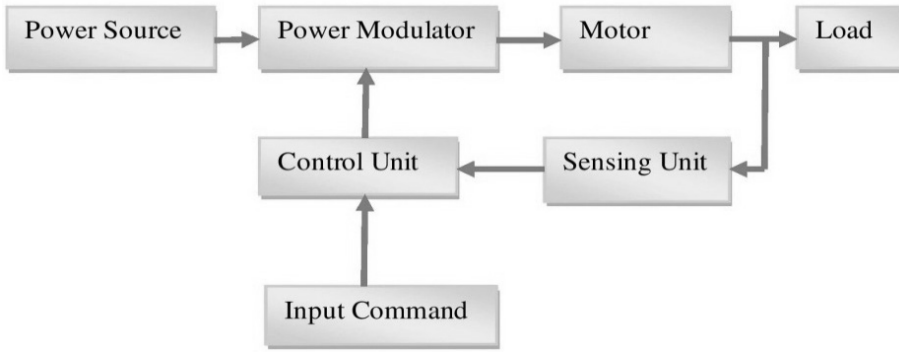 Power Source
Power Modulator
Motor
Load
Control Unit
Sensing Unit
Input Command